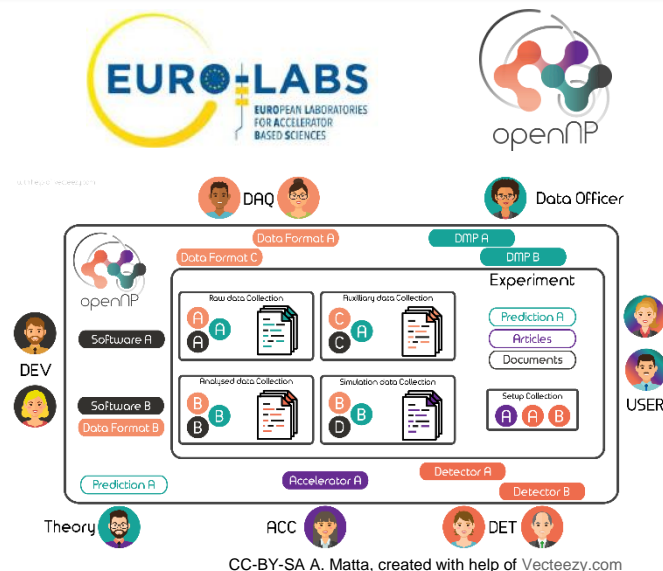 EURO-LABS
EUROPEAN LABORATORIES
FOR ACCELERATOR
BASED SCIENCES
openNP
DAQ
Data Officer
Data Format A
DMP A
Data Format C
DMP B
openNP
Experiment
Raw data Collection
Auxiliary data Collection
A
A
A
C
A
C
Prediction A
Articles
Documents
Software A
DEV
Analysed data Collection
Simulation data Collection
B
B
B
B
B
D
Setup Collection
A A B
USER
Software B
Data Format B
Prediction A
Accelerator A
Detector A
Detector B
Theory
ACC
DET
CC-BY-SA A. Matta, created with help of Vecteezy.com